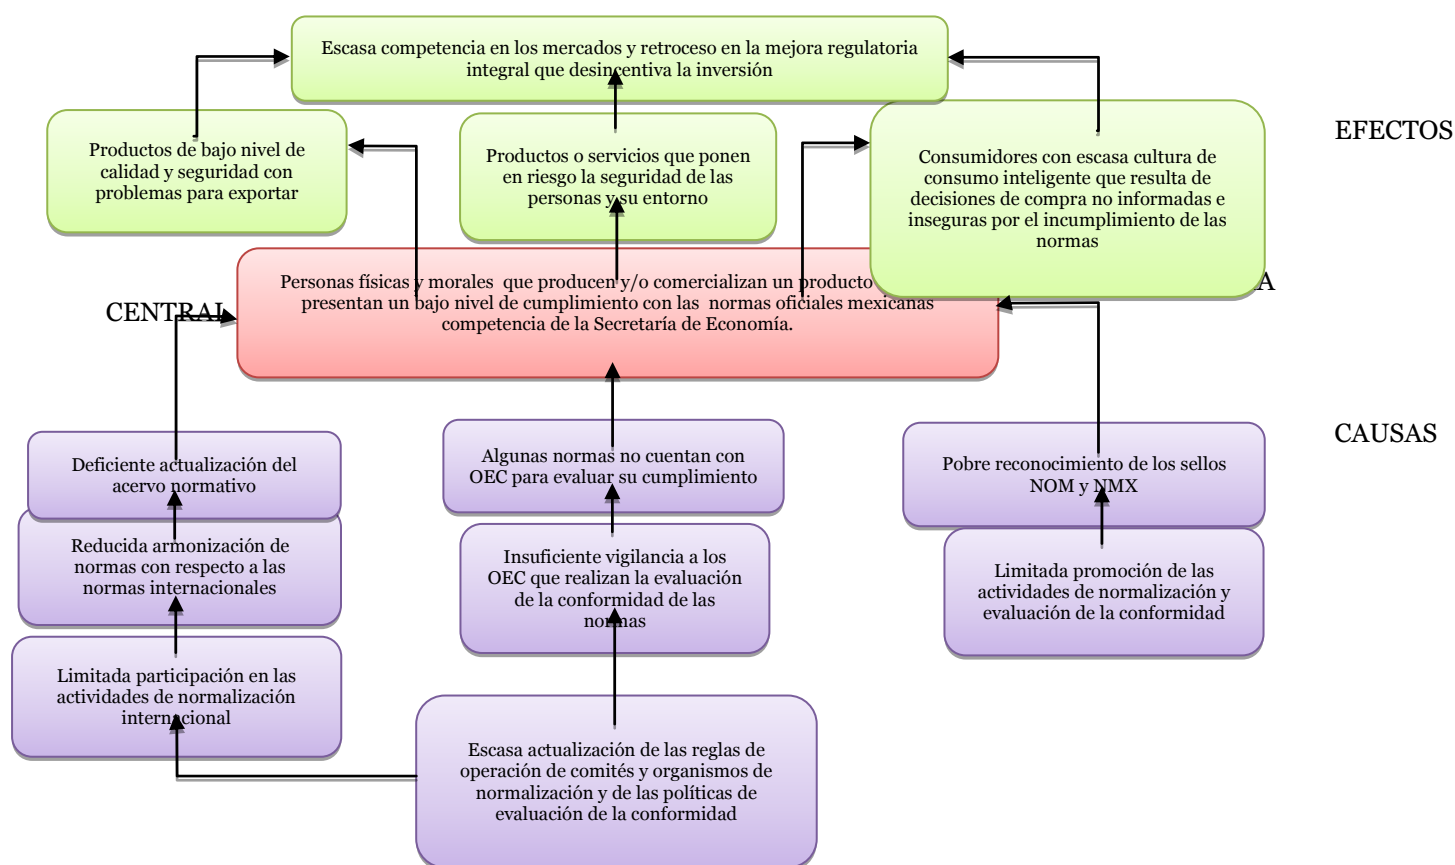 Escasa competencia en los mercados y retroceso en la mejora regulatoria
integral que desincentiva la inversión
EFECTOS
Productos de bajo nivel de
calidad y seguridad con
problemas para exportar
Productos o servicios que ponen
en riesgo la seguridad de las
personas y su entorno
Consumidores con escasa cultura de
consumo inteligente que resulta de
decisiones de compra no informadas e
inseguras por el incumplimiento de las
normas
Personas físicas y morales que producen y/o comercializan un producto
presentan un bajo nivel de cumplimiento con las normas oficiales mexicanas
competencia de la Secretaría de Economía.
A
CENTRAL
CAUSAS
Deficiente actualización del
acervo normativo
Algunas normas no cuentan con
OEC para evaluar su cumplimiento
Pobre reconocimiento de los sellos
NOM y NMX
Reducida armonización de
normas con respecto a las
normas internacionales
Insuficiente vigilancia a los
OEC que realizan la evaluación
de la conformidad de las
normas
Limitada promoción de las
actividades de normalización y
evaluación de la conformidad
Limitada participación en las
actividades de normalización
internacional
Escasa actualización de las reglas de
operación de comités y organismos de
normalización y de las políticas de
evaluación de la conformidad